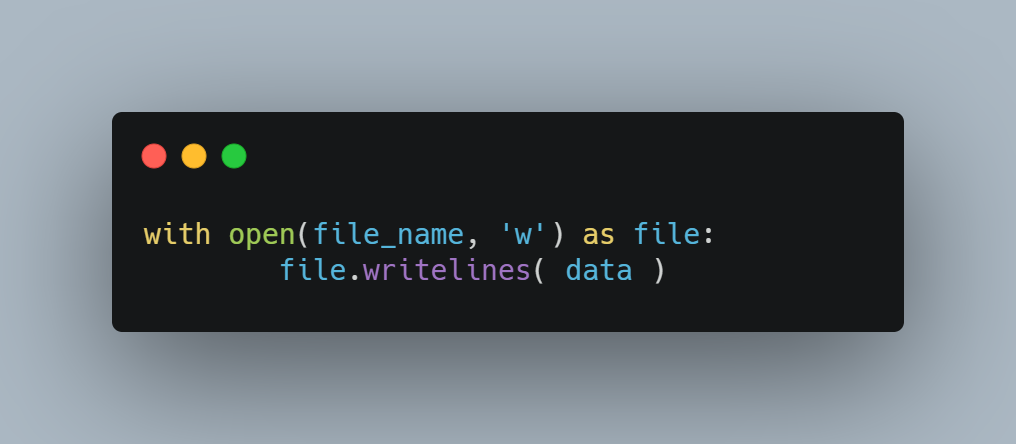 with open(file_name, 'w') as file:
        file.writelines( data )